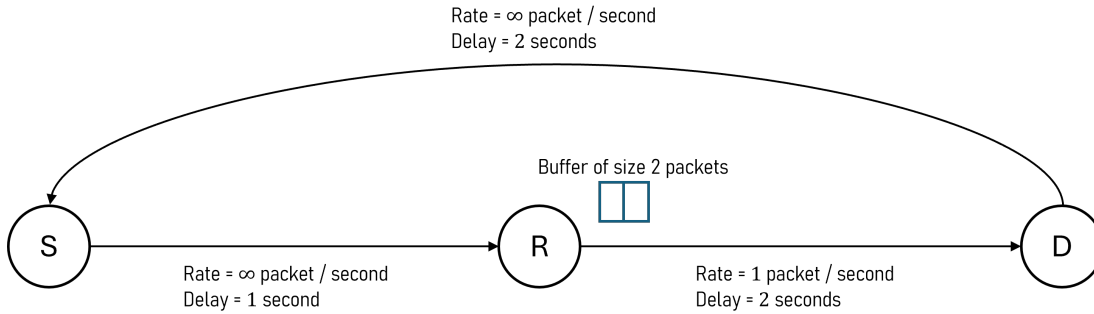 Rate = ∞ packet / second
Delay = 2 seconds
Buffer of size 2 packets
S
R
D
Rate = ∞ packet / second
Delay = 1 second
Rate = 1 packet / second
Delay = 2 seconds